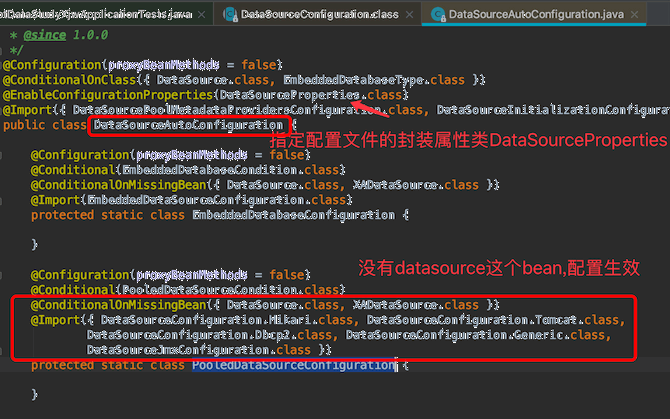 DataSourceConfiguration.class × DataSourceAutoConfiguration.java ×
* @since 1.0.0
*/
@Configuration(proxyBeanMethods = false)
@ConditionalOnClass({ DataSource.class, EmbeddedDatabaseType.class })
@EnableConfigurationProperties(DataSourceProperties.class)
@Import({ DataSourcePoolMetadataProvidersConfiguration.class, DataSourceInitializationConfigura
public class DataSourceAutoConfiguration {
指定配置文件的封装属性类DataSourceProperties
@Configuration(proxyBeanMethods = false)
@Conditional(EmbeddedDatabaseCondition.class)
@ConditionalOnMissingBean({ DataSource.class, XADataSource.class })
@Import(EmbeddedDataSourceConfiguration.class)
protected static class EmbeddedDatabaseConfiguration {
}
没有datasource这个bean,配置生效
@Configuration(proxyBeanMethods = false)
@Conditional(PooledDataSourceCondition.class)
@ConditionalOnMissingBean({ DataSource.class, XADataSource.class })
@Import({ DataSourceConfiguration.Hikari.class, DataSourceConfiguration.Tomcat.class,
DataSourceConfiguration.Dbcp2.class, DataSourceConfiguration.Generic.class,
DataSourceJmxConfiguration.class })
protected static class PooledDataSourceConfiguration {
}